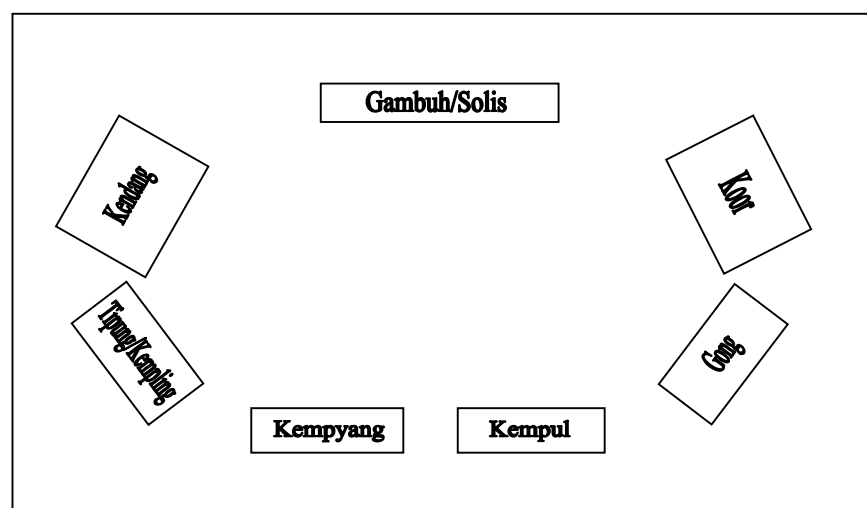 Gambuh/Solis
Kendang
Koor
Tipung/Kempling
Gong
Kempyang
Kempul